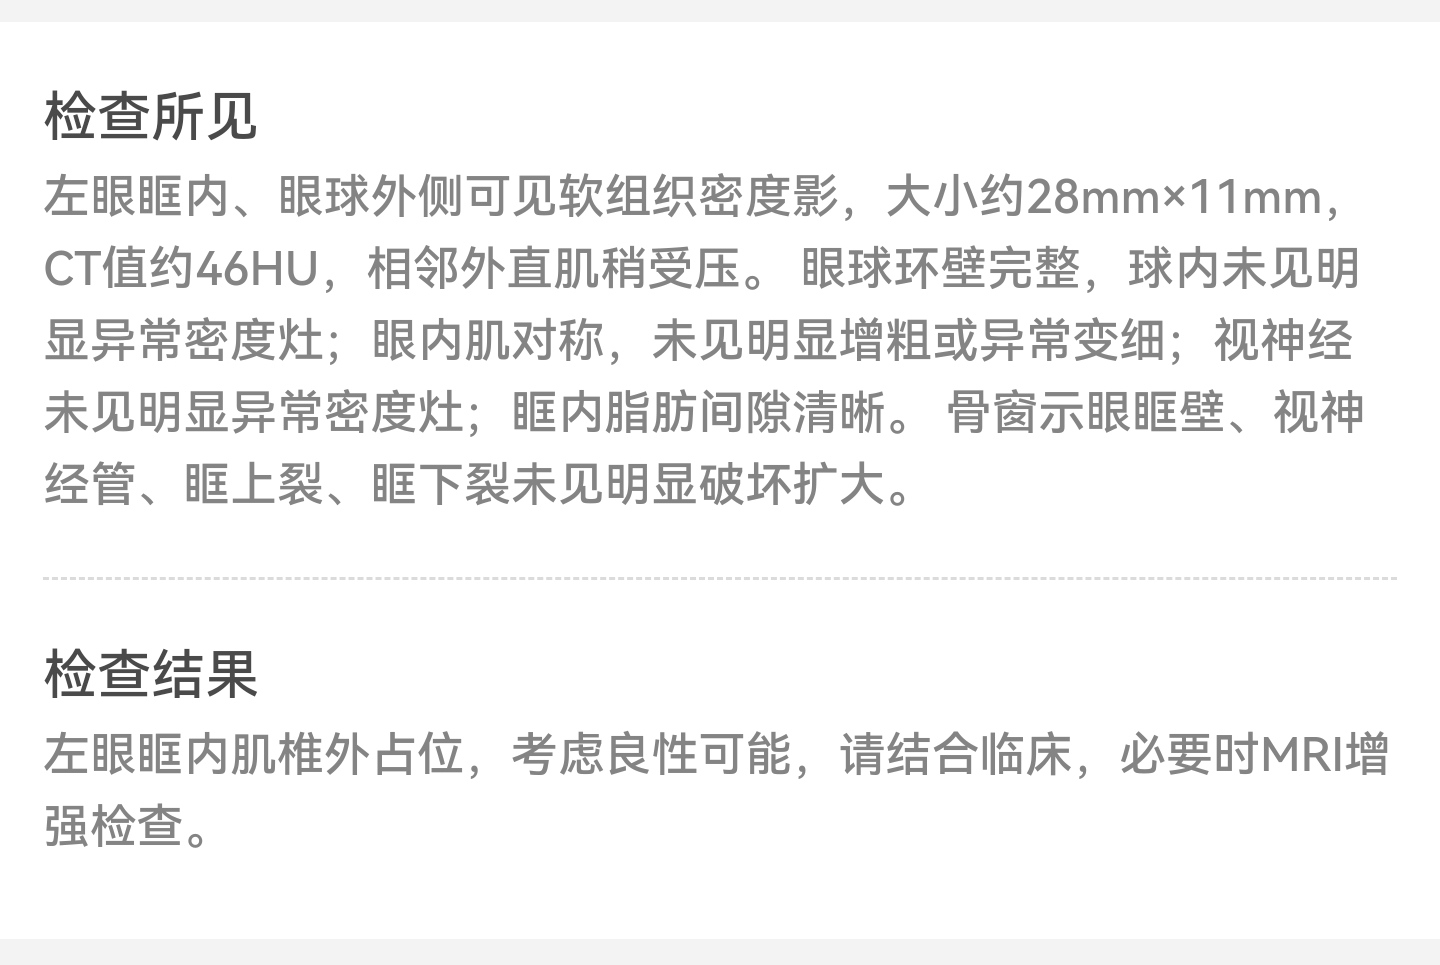 检查所见
左眼眶内、眼球外侧可见软组织密度影，大小约28mm×11mm，
CT值约46HU，相邻外直肌稍受压。 眼球环壁完整，球内未见明
显异常密度灶；眼内肌对称，未见明显增粗或异常变细；视神经
未见明显异常密度灶；眶内脂肪间隙清晰。 骨窗示眼眶壁、视神
经管、眶上裂、眶下裂未见明显破坏扩大。
检查结果
左眼眶内肌椎外占位，考虑良性可能，请结合临床，必要时MRI增
强检查。